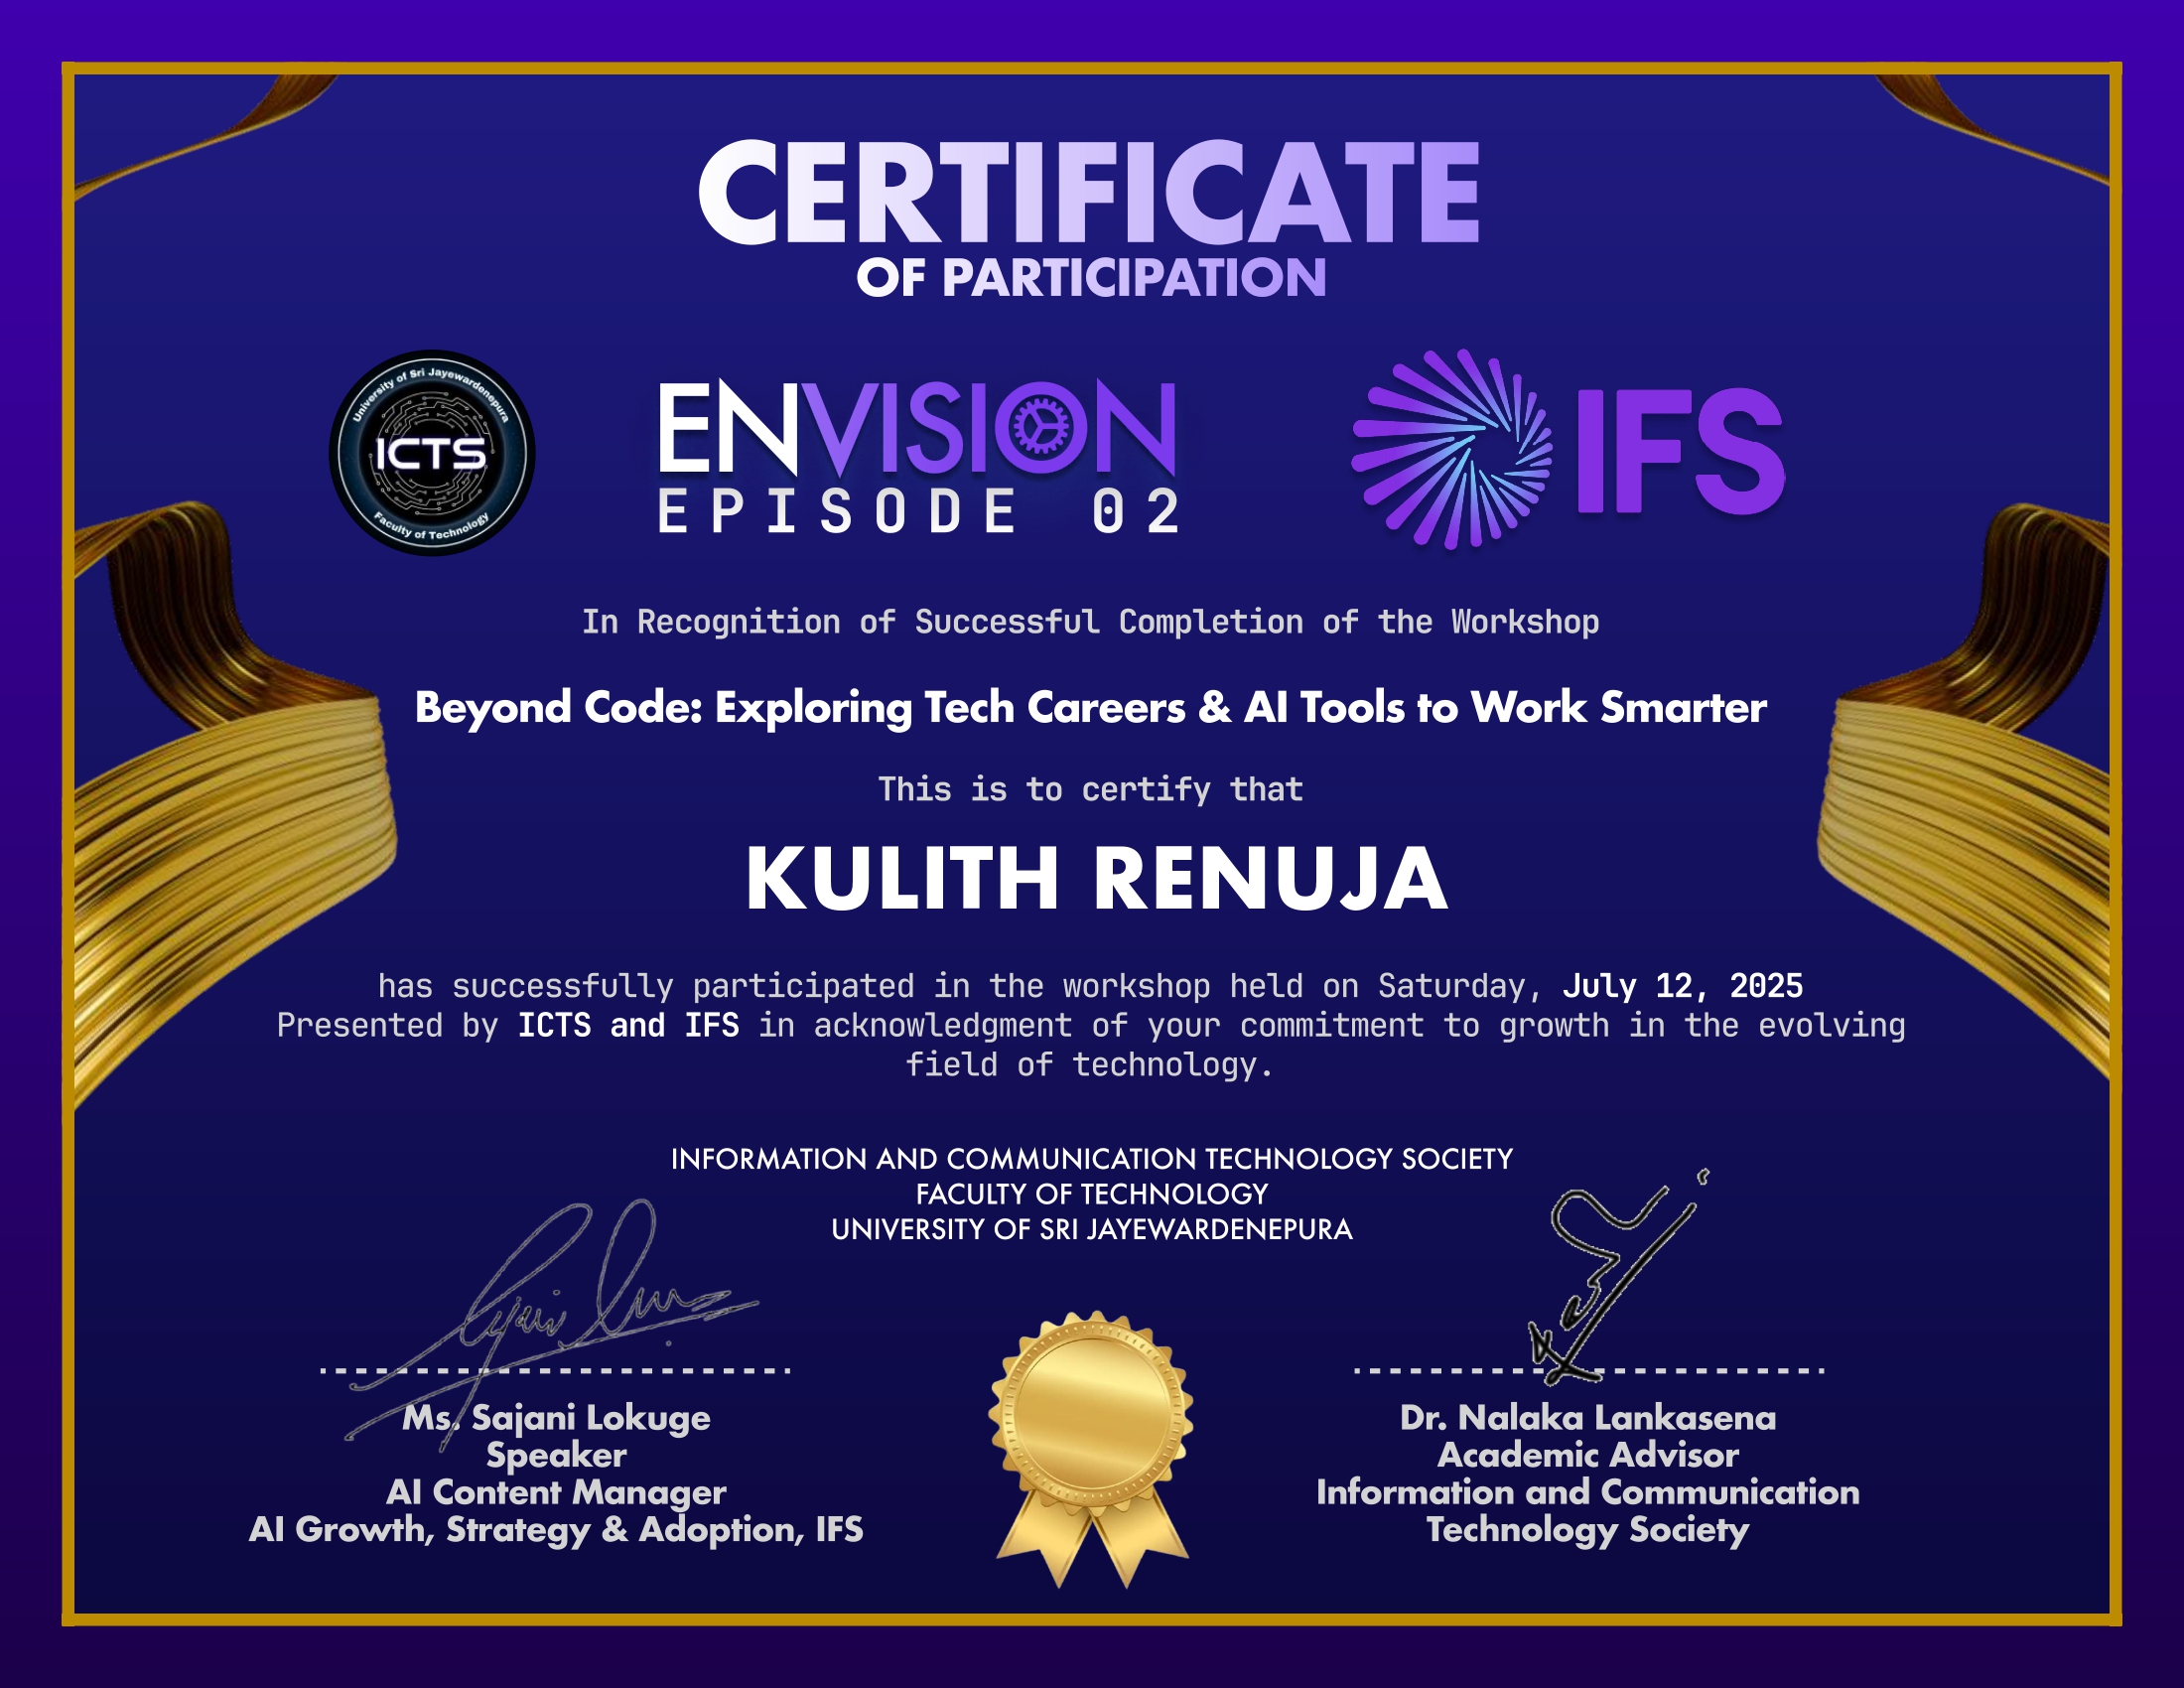 CERTIFICATE
OF PARTICIPATION
University of Sri Jayewardenepura
ICTS
Faculty of Technology
ENVISION
EPISODE 02
IFS
In Recognition of Successful Completion of the Workshop
Beyond Code: Exploring Tech Careers & AI Tools to Work Smarter
This is to certify that
KULITH RENUJA
has successfully participated in the workshop held on Saturday, July 12, 2025
Presented by ICTS and IFS in acknowledgment of your commitment to growth in the evolving
field of technology.
INFORMATION AND COMMUNICATION TECHNOLOGY SOCIETY
FACULTY OF TECHNOLOGY
UNIVERSITY OF SRI JAYEWARDENEPURA
Ms. Sajani Lokuge
Speaker
AI Content Manager
AI Growth, Strategy & Adoption, IFS
Dr. Nalaka Lankasena
Academic Advisor
Information and Communication
Technology Society